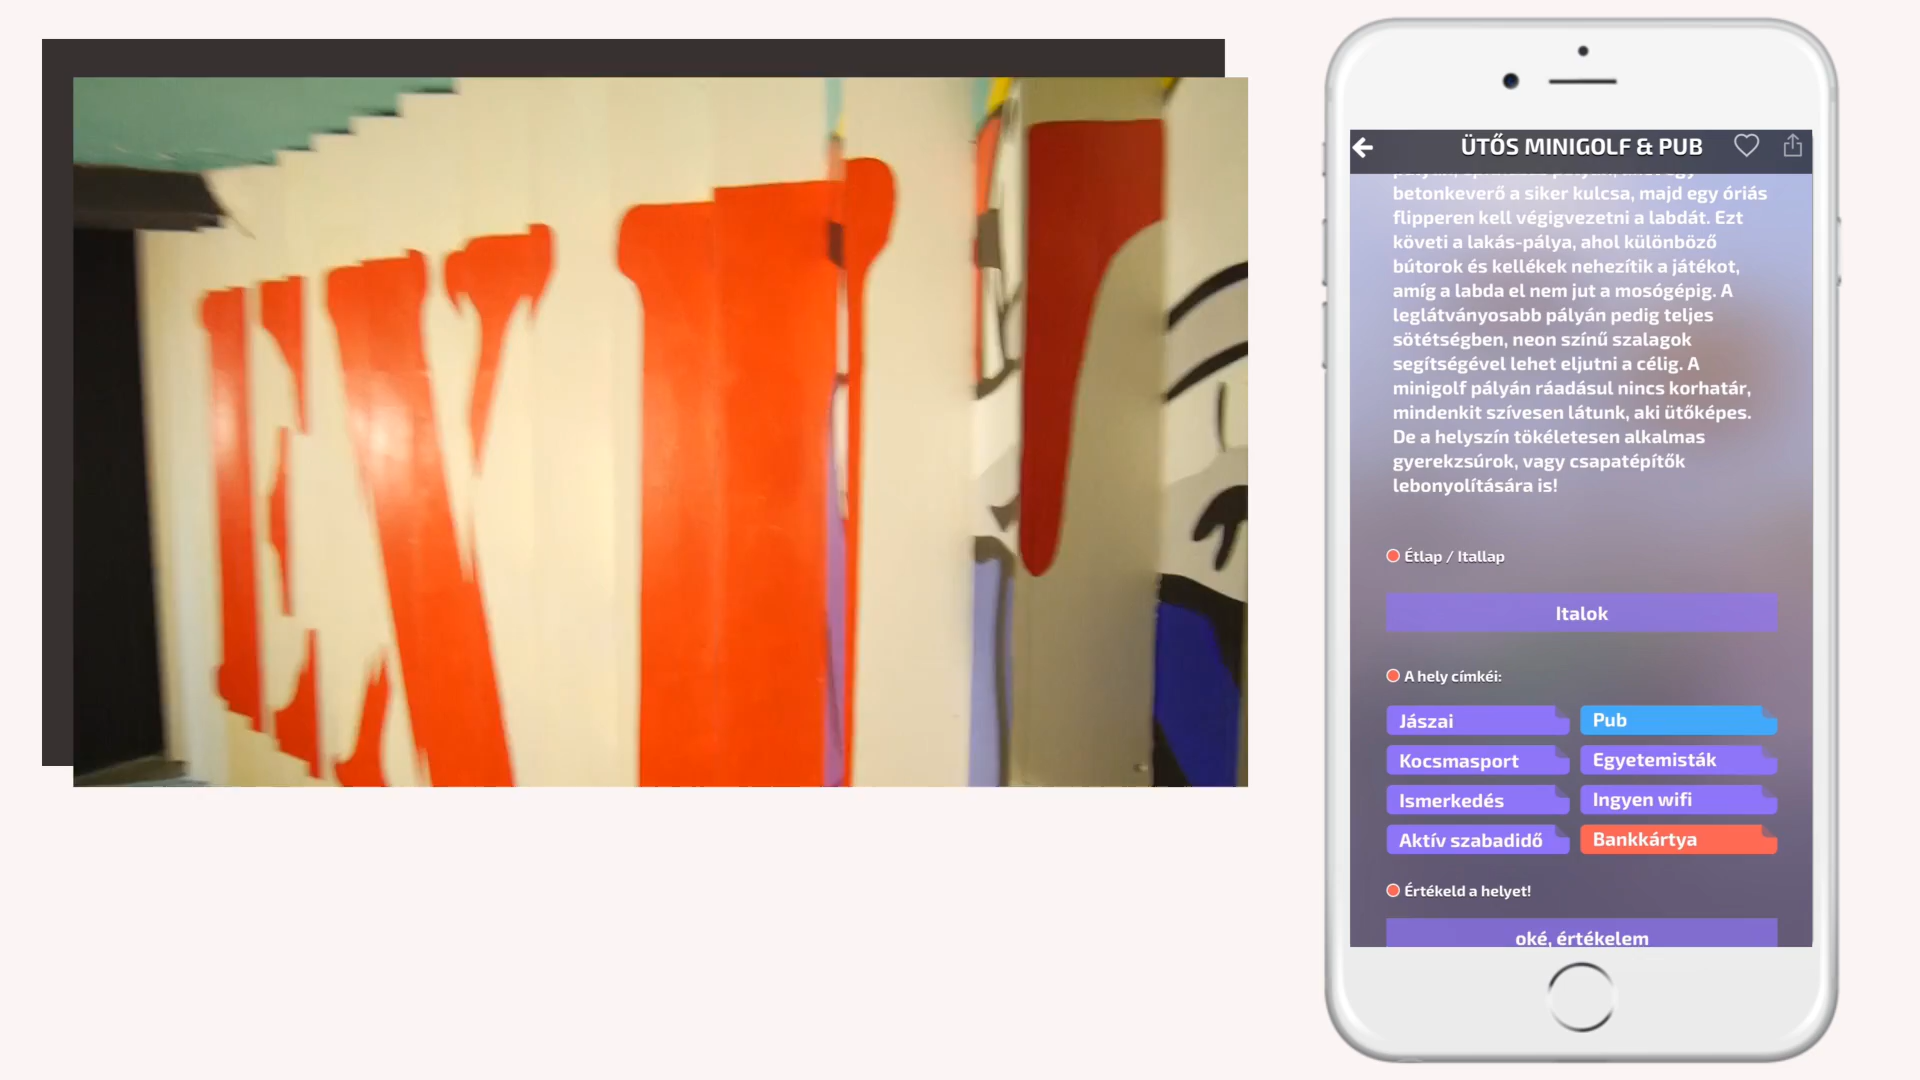 EXIT
ÜTŐS MINIGOLF & PUB
betonkeverő a siker kulcsa, majd egy óriás
flipperen kell végigvezetni a labdát. Ezt
követi a lakás-pálya, ahol különböző
bútorok és kellékek nehezítik a játékot,
amíg a labda el nem jut a mosógépig. A
leglátványosabb pályán pedig teljes
sötétségben, neon színű szalagok
segítségével lehet eljutni a célig. A
minigolf pályán ráadásul nincs korhatár,
mindenkit szívesen látunk, aki ütőképes.
De a helyszín tökéletesen alkalmas
gyerekzsúrok, vagy csapatépítők
lebonyolítására is!
Étlap / Itallap
Italok
A hely címkéi:
Jászai
Pub
Kocsmasport
Egyetemisták
Ismerkedés
Ingyen wifi
Aktív szabadidő
Bankkártya
Értékeld a helyet!
oké, értékelem